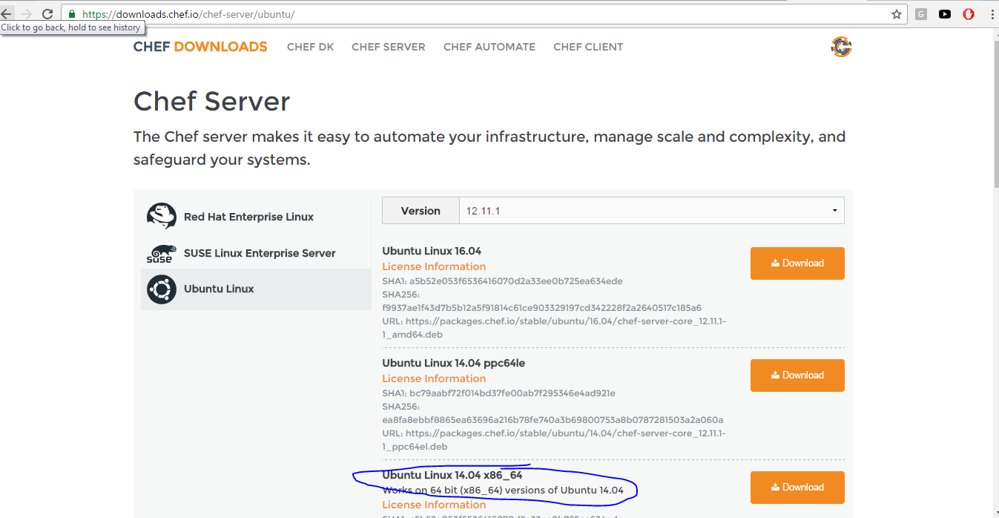 https://downloads.chef.io/chef-server/ubuntu/
G
Click to go back, hold to see history
CHEF DOWNLOADS CHEF DK CHEF SERVER CHEF AUTOMATE CHEF CLIENT
Chef Server
The Chef server makes it easy to automate your infrastructure, manage scale and complexity, and
safeguard your systems.
Red Hat Enterprise Linux
SUSE
SUSE Linux Enterprise Server
Ubuntu Linux
Version 12.11.1
Ubuntu Linux 16.04
License Information
SHA1: a5b52e053f6536416070d2a33ee0b725ea634ede
SHA256:
f9937ae1f43d7b5b12a5f91814c61ce903329197cd342228f2a2640517c185a6
URL: https://packages.chef.io/stable/ubuntu/16.04/chef-server-core_12.11.1-
1_amd64.deb
Download
Ubuntu Linux 14.04 ppc64le
License Information
SHA1: bc79aabf72f014bd37fe00ab7f295346e4ad921e
SHA256:
ea8fa8ebbf8865ea63696a216b78fe740a3b69800753a8b0787281503a2a060a
URL: https://packages.chef.io/stable/ubuntu/14.04/chef-server-core_12.11.1-
1_ppc64el.deb
Download
Ubuntu Linux 14.04 x86_64
Works on 64 bit (x86_64) versions of Ubuntu 14.04
License Information
Download